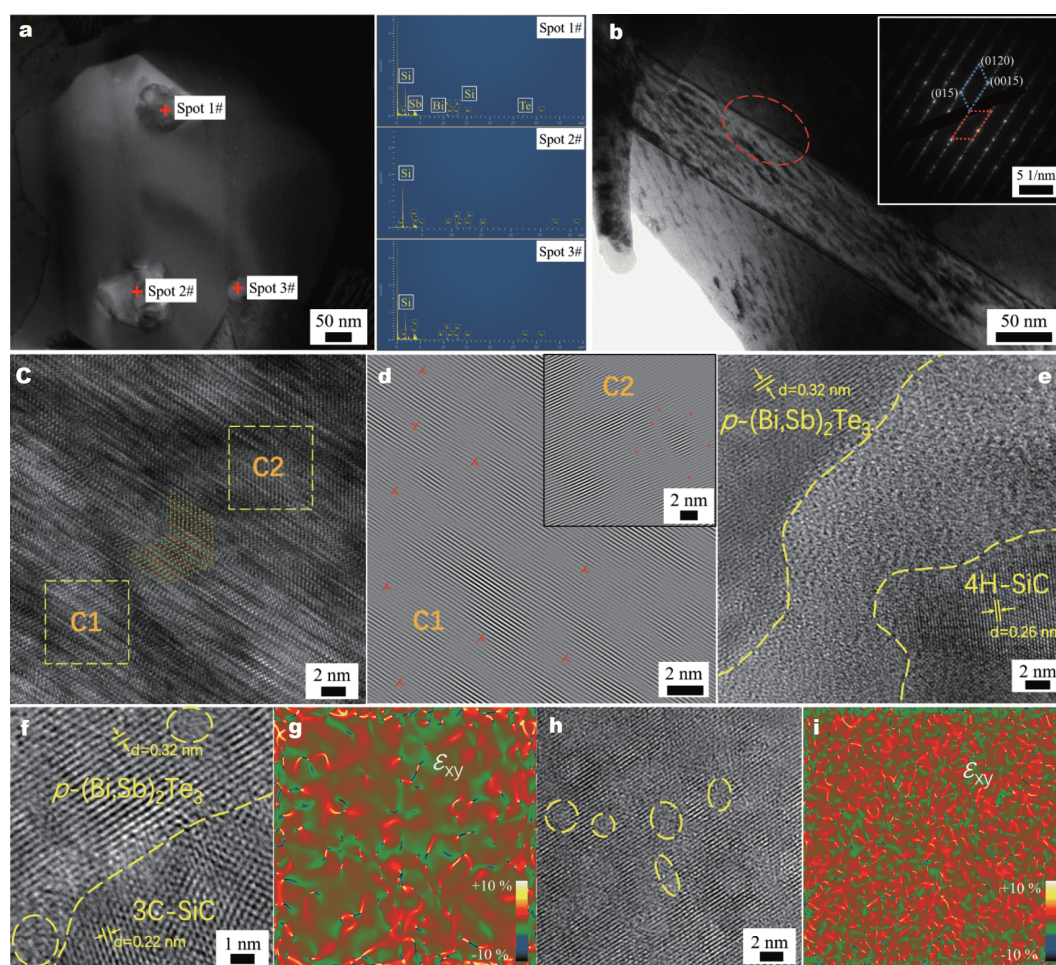 a
Spot 1#
Spot 2#
Spot 3#
50 nm
Spot 1#
Si
Sb
Bi
Si
Te
Spot 2#
Si
Spot 3#
Si
b
(0120)
(015)
(0015)
5 1/nm
50 nm
C
C2
C1
2 nm
d
C2
2 nm
C1
2 nm
e
d=0.32 nm
p-(Bi,Sb)2Te3
4H-SiC
d=0.26 nm
2 nm
f
d=0.32 nm
p-(Bi,Sb)2Te3
3C-SiC
d=0.22 nm
1 nm
g
εxy
+10 %
-10 %
h
2 nm
i
εxy
+10 %
-10 %